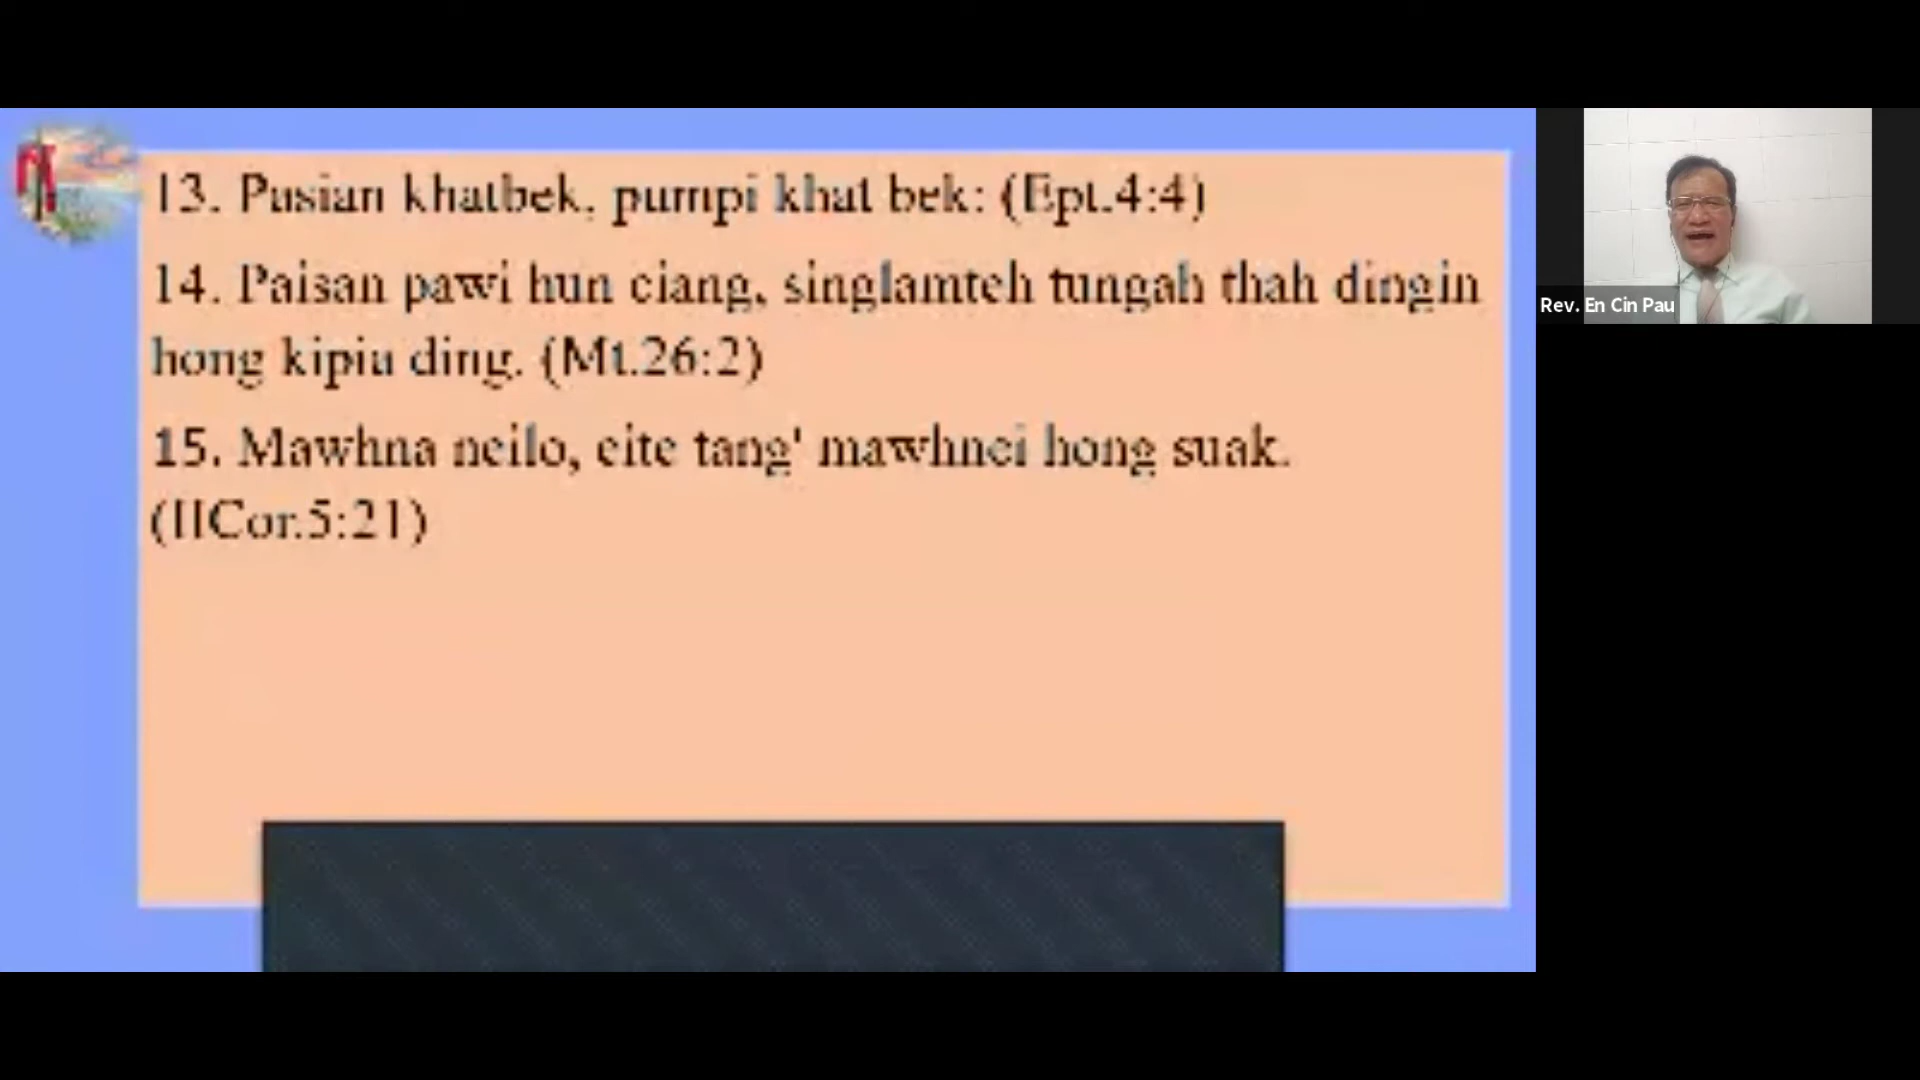 13. Pasian khatbek, pumpi khat bek: (Eph.4:4)
14. Paisan pawi hun ciang, singlamteh tungah thah dingin
hong kipia ding. (Mt.26:2)
15. Mawhna neilo, eite tang' mawhnei hong suak.
(IICor.5:21)
Rev. En Cin Pau